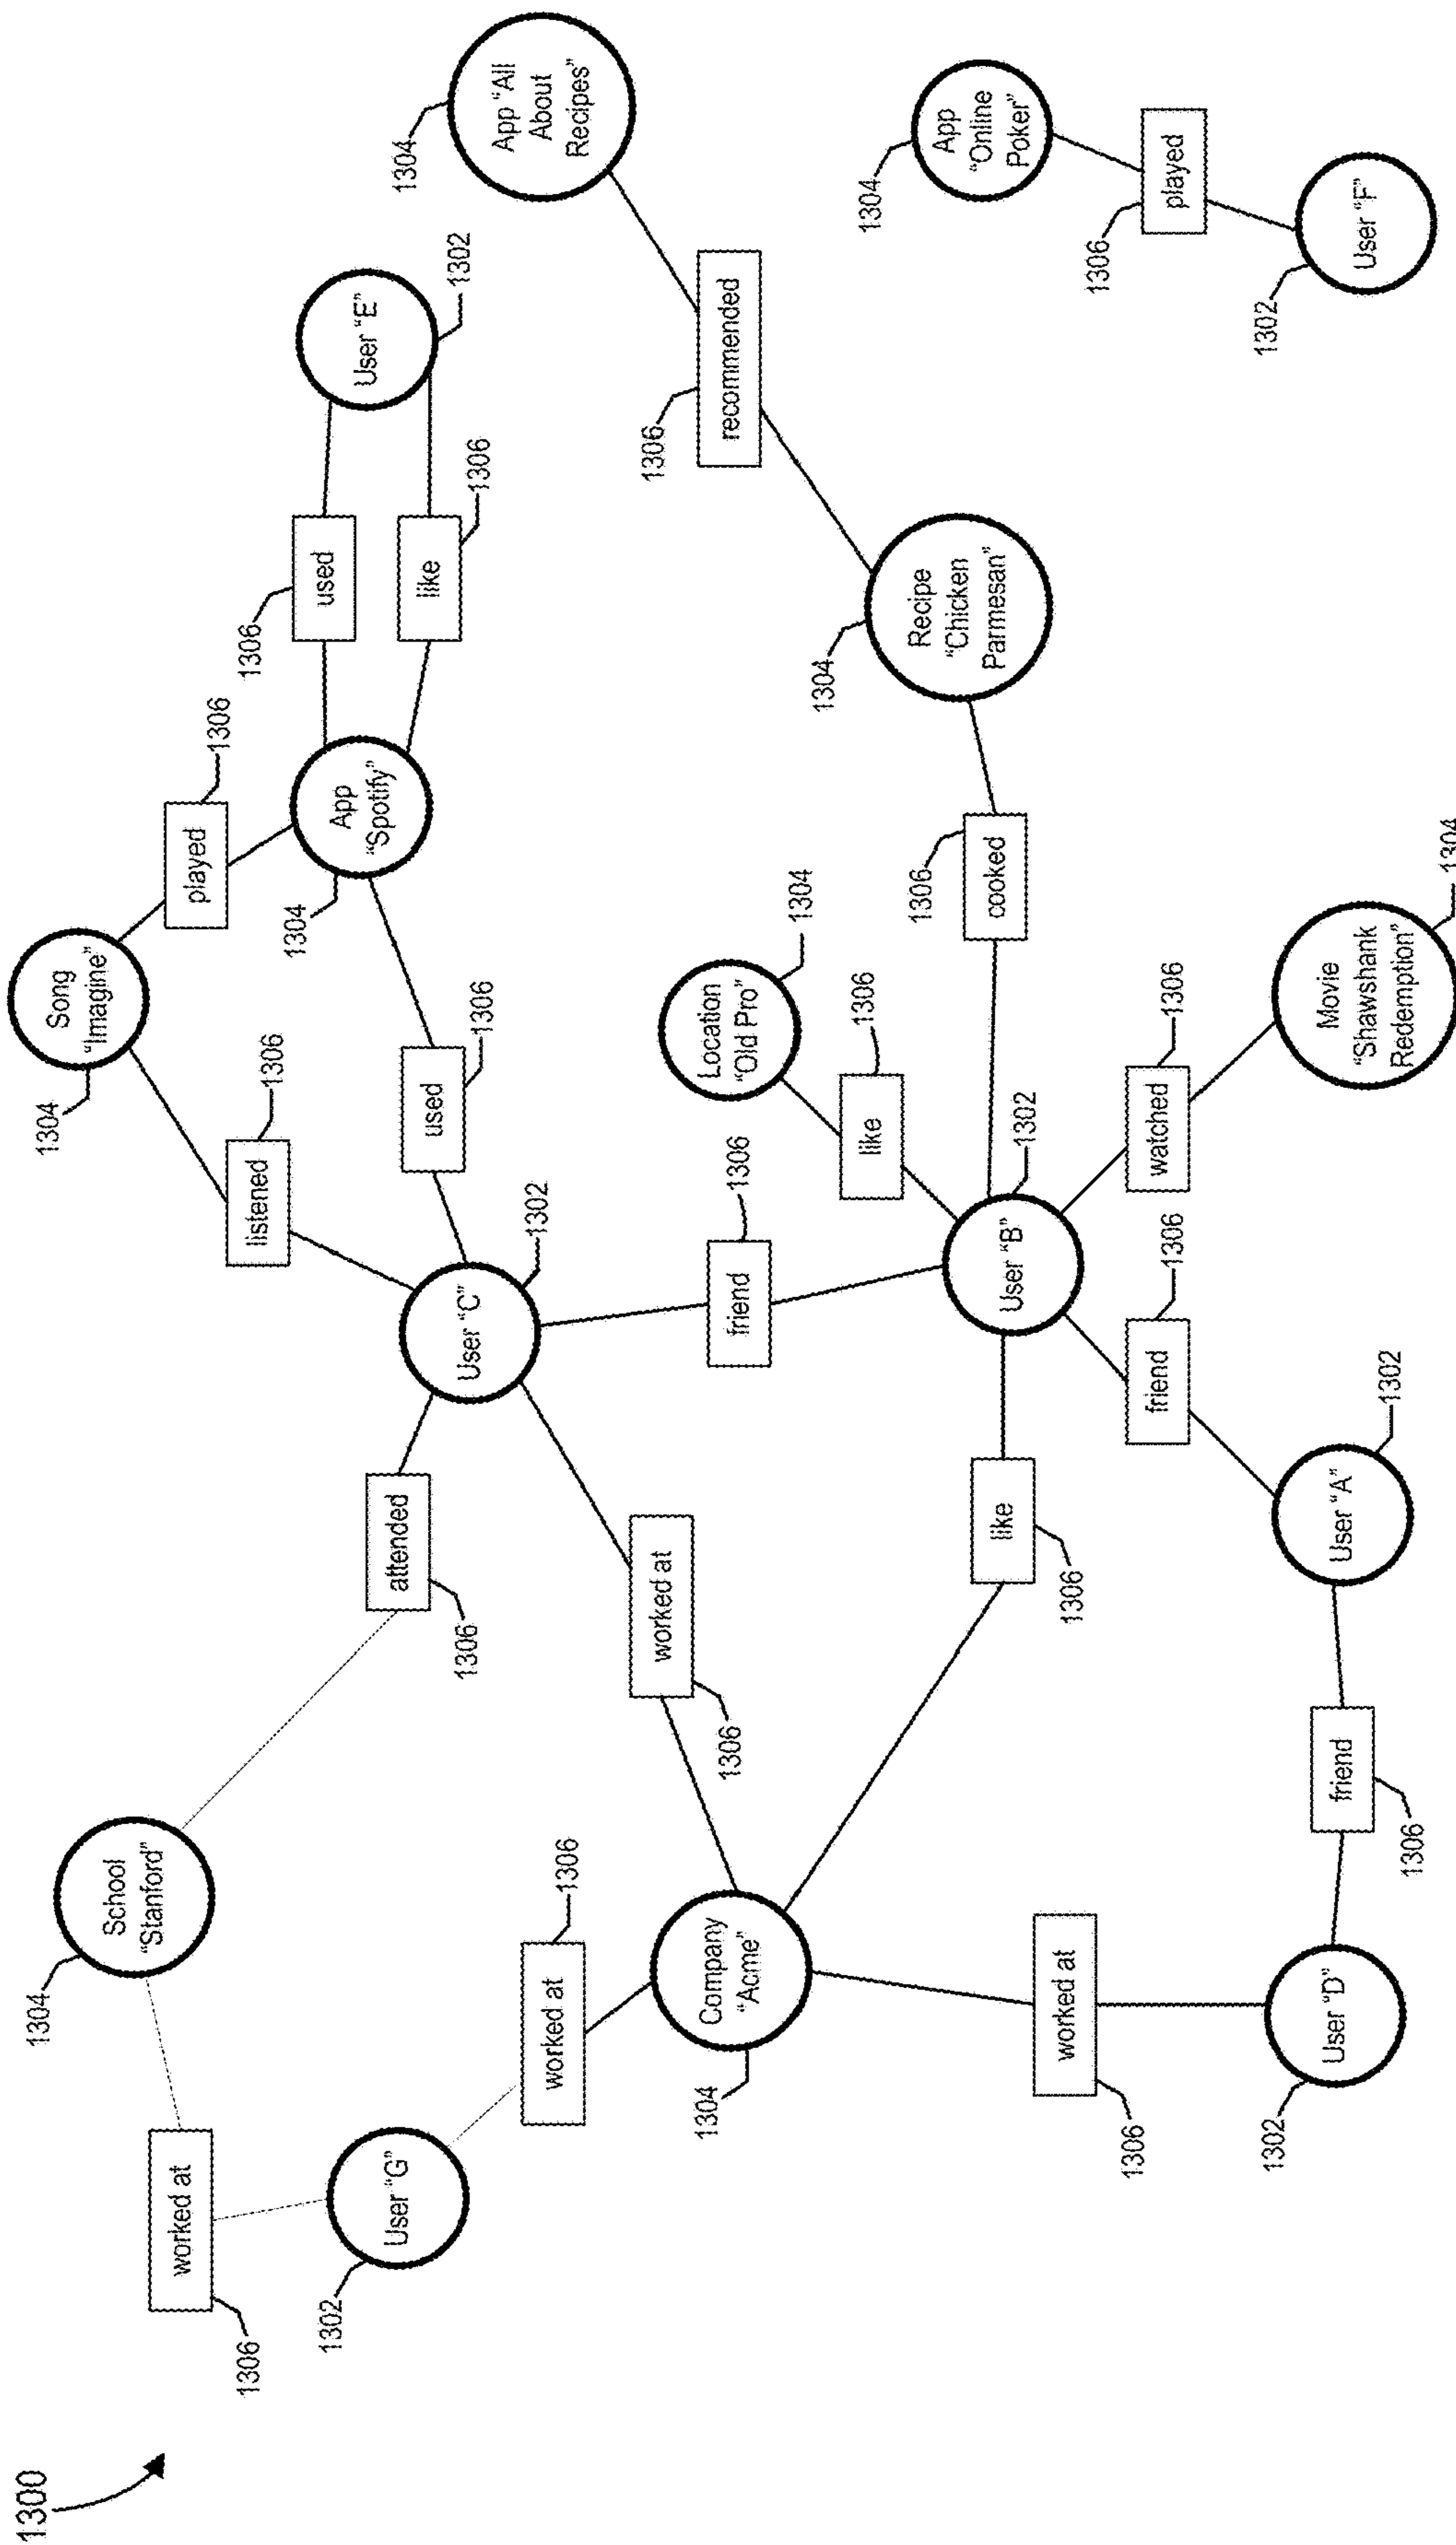 1300
1304
Song
"Imagine"
1304
School
"Stanford"
1306
worked at
played
1306
listened
1306
1306
used
1306
User "E"
1302
1302
User "G"
App
"Spotify"
1304
like
1306
attended
1306
User "C"
1302
used
1306
1304
App "All
About
Recipes"
worked at
1306
worked at
1306
1306
recommended
friend
1306
Location
"Old Pro"
1304
Company
"Acme"
1304
like
1306
1304
Recipe
"Chicken
Parmesan"
1304
App
"Online
Poker"
1306
cooked
like
1306
User "B"
1302
worked at
1306
friend
1306
watched
1306
1306
played
1302
User "D"
friend
1306
User "A"
1302
Movie
"Shawshank
Redemption"
1304
1302
User "F"